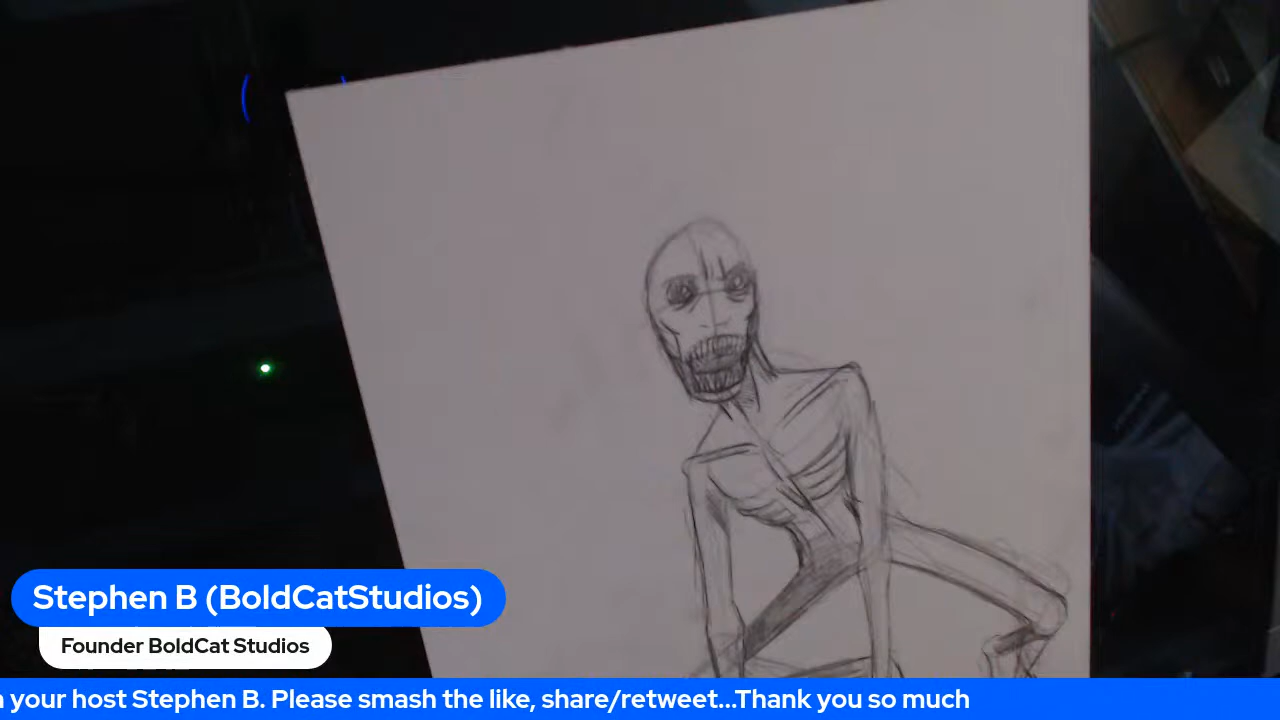 Stephen B (BoldCatStudios)
Founder BoldCat Studios
your host Stephen B. Please smash the like, share/retweet...Thank you so much